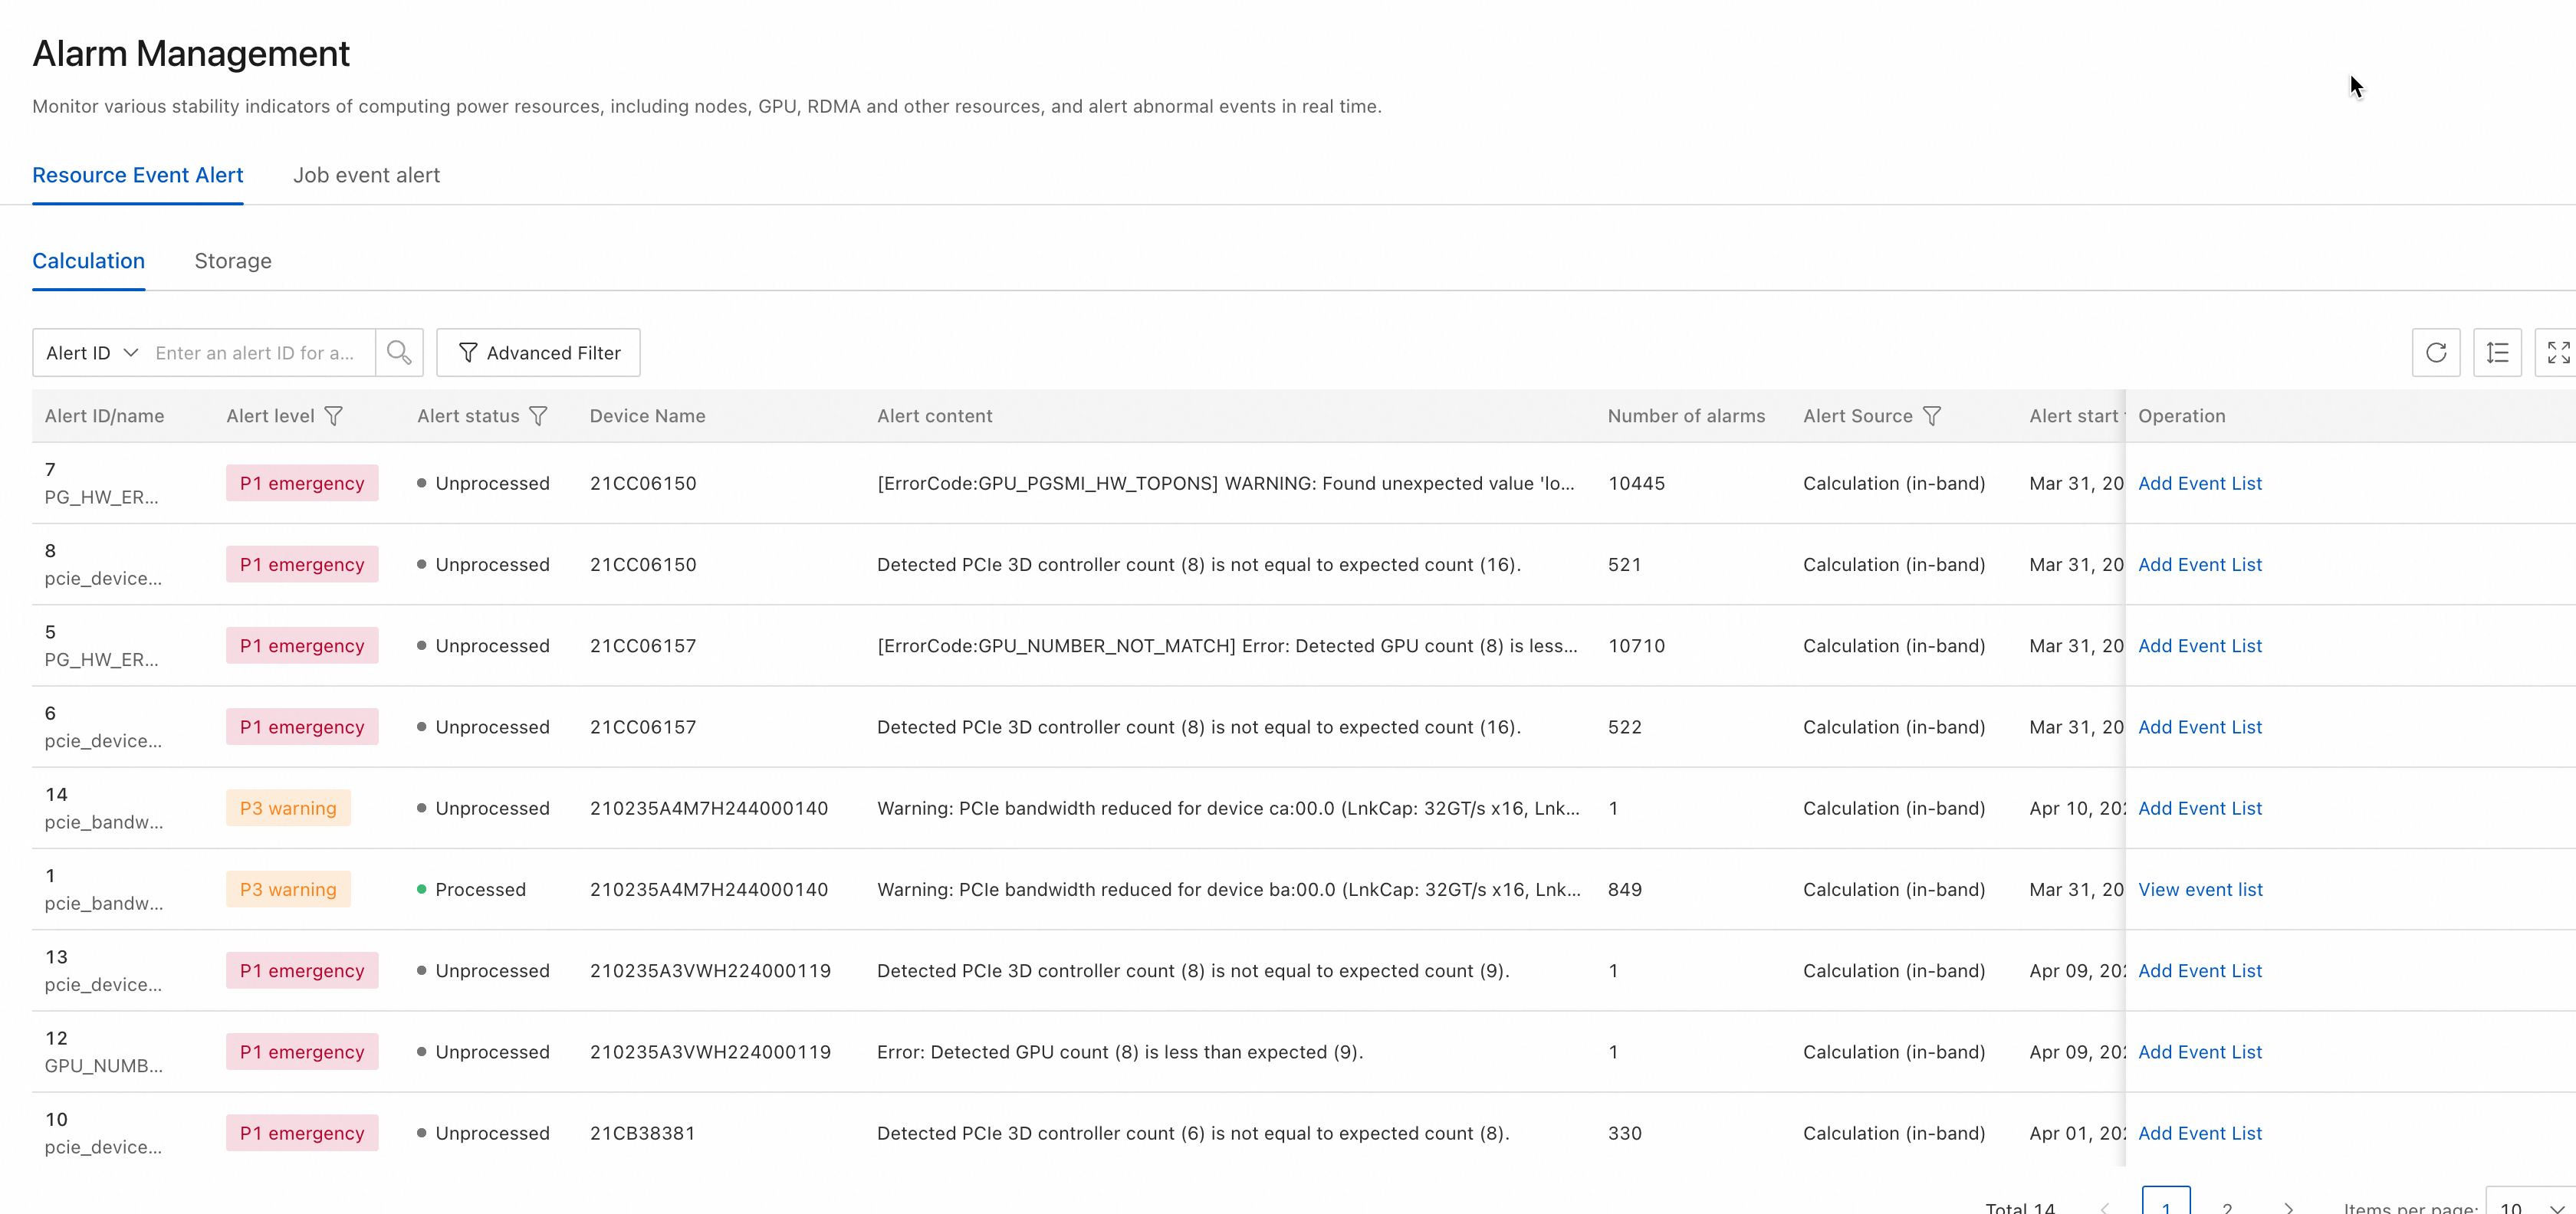 Alarm Management
Monitor various stability indicators of computing power resources, including nodes, GPU, RDMA and other resources, and alert abnormal events in real time.
Resource Event Alert Job event alert
Calculation Storage
Alert ID Enter an alert ID for a... Advanced Filter
Alert ID/name Alert level Alert status Device Name Alert content Number of alarms Alert Source Alert start Operation
7
PG_HW_ER... P1 emergency Unprocessed 21CC06150 [ErrorCode:GPU_PGSMI_HW_TOPONS] WARNING: Found unexpected value 'lo... 10445 Calculation (in-band) Mar 31, 20 Add Event List
8
pcie_device... P1 emergency Unprocessed 21CC06150 Detected PCIe 3D controller count (8) is not equal to expected count (16). 521 Calculation (in-band) Mar 31, 20 Add Event List
5
PG_HW_ER... P1 emergency Unprocessed 21CC06157 [ErrorCode:GPU_NUMBER_NOT_MATCH] Error: Detected GPU count (8) is less... 10710 Calculation (in-band) Mar 31, 20 Add Event List
6
pcie_device... P1 emergency Unprocessed 21CC06157 Detected PCIe 3D controller count (8) is not equal to expected count (16). 522 Calculation (in-band) Mar 31, 20 Add Event List
14
pcie_bandw... P3 warning Unprocessed 210235A4M7H244000140 Warning: PCIe bandwidth reduced for device ca:00.0 (LnkCap: 32GT/s x16, Lnk... 1 Calculation (in-band) Apr 10, 20 Add Event List
1
pcie_bandw... P3 warning Processed 210235A4M7H244000140 Warning: PCIe bandwidth reduced for device ba:00.0 (LnkCap: 32GT/s x16, Lnk... 849 Calculation (in-band) Mar 31, 20 View event list
13
pcie_device... P1 emergency Unprocessed 210235A3VWH224000119 Detected PCIe 3D controller count (8) is not equal to expected count (9). 1 Calculation (in-band) Apr 09, 20 Add Event List
12
GPU_NUMB... P1 emergency Unprocessed 210235A3VWH224000119 Error: Detected GPU count (8) is less than expected (9). 1 Calculation (in-band) Apr 09, 20 Add Event List
10
pcie_device... P1 emergency Unprocessed 21CB38381 Detected PCIe 3D controller count (6) is not equal to expected count (8). 330 Calculation (in-band) Apr 01, 20 Add Event List
Total 14 1 2 Items per page: 10